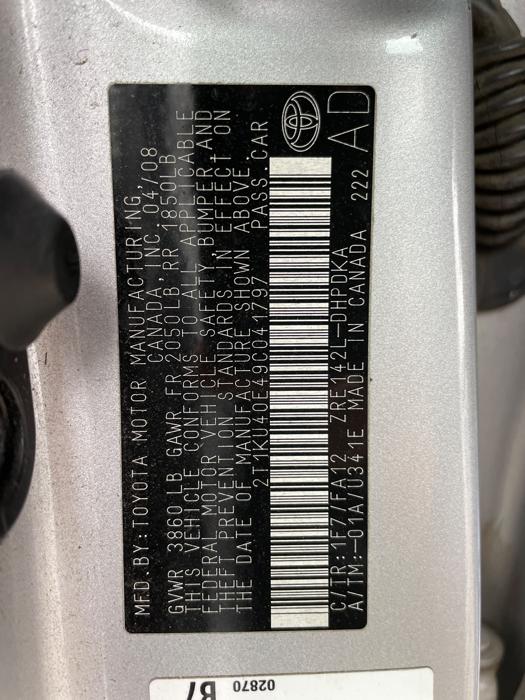 MFD. BY:TOYOTA MOTOR MANUFACTURING
CANADA, INC. 04/08
GVWR 3860 LB GAWR FR 2050LB,RR 1850LB
THIS VEHICLE CONFORMS TO ALL APPLICABLE
FEDERAL MOTOR VEHICLE SAFETY, BUMPER, AND
THEFT PREVENTION STANDARDS IN EFFECT ON
THE DATE OF MANUFACTURE SHOWN ABOVE.
2T1KU40E49C041797 PASS.CAR
C/TR:1F7/FA12 ZRE142L-DHPDKA
A/TM:-01A/U341E MADE IN CANADA 222 AD
02870
B7